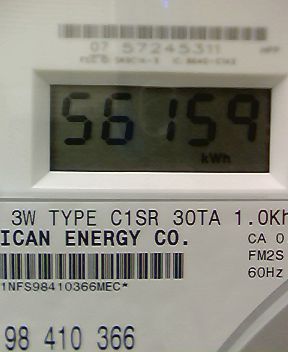 07 57245311
56159
kWh
3W TYPE C1SR 30TA 1.0Kh
ICAN ENERGY CO.
CA 0
FM2S
60Hz
1NFS98410366MEC*
98 410 366